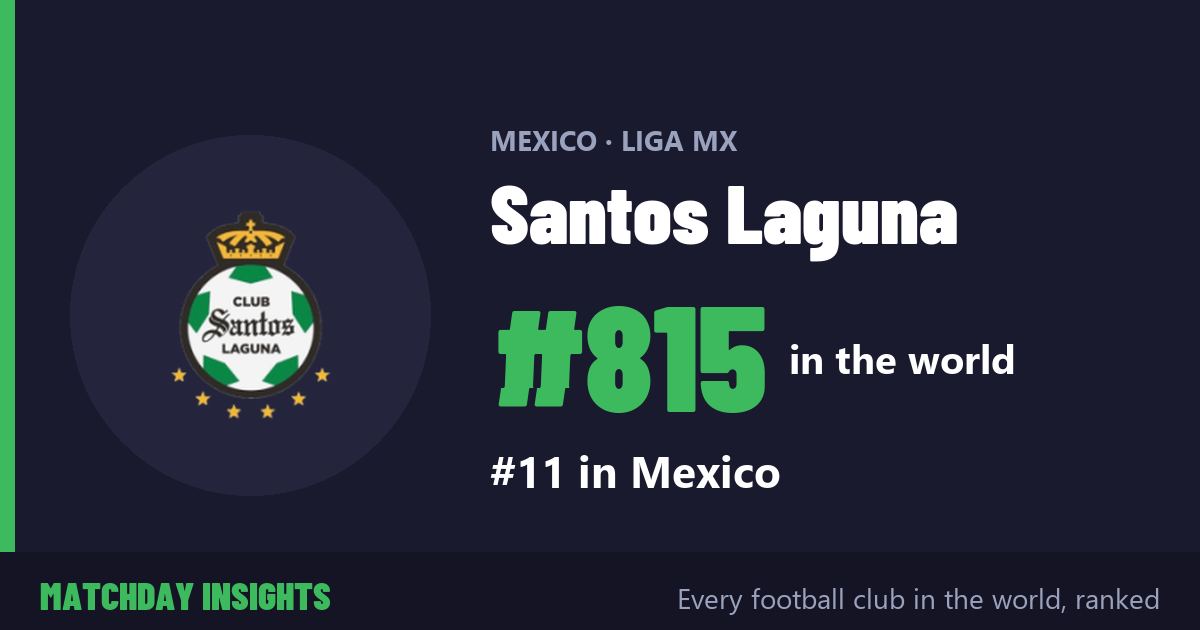 MEXICO · LIGA MX
Santos Laguna
CLUB
Santos
LAGUNA
#815 in the world
#11 in Mexico
MATCHDAY INSIGHTS
Every football club in the world, ranked